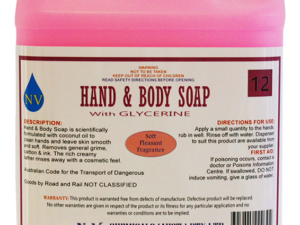 WARNING
NOT TO BE TAKEN
KEEP OUT OF REACH OF CHILDREN
READ SAFETY DIRECTIONS BEFORE OPENING
NV
HAND & BODY SOAP
With GLYCERINE
12
DESCRIPTION:
Hand & Body Soap is scientifically
formulated with coconut oil to
clean hands and leave skin smooth
and soft. Removes general grime,
carbon & ink. The rich creamy
lather rinses away with a cosmetic feel.
Australian Code for the Transport of Dangerous
Goods by Road and Rail NOT CLASSIFIED
Soft
Pleasant
Fragrance
DIRECTIONS FOR USE:
Apply a small quantity to the hands
rub in well. Rinse off with water. Dispenser
to suit this product are available from
your supplier.
FIRST AID:
If poisoning occurs, contact a
doctor or Poisons Information
Centre. If swallowed, DO NOT
induce vomiting, give a glass of water.
WARRANTY: This product is warranted free from defect of manufacture. Defective product will be replaced.
No other warranties are given in respect of the product or its fitness for any particular application and no